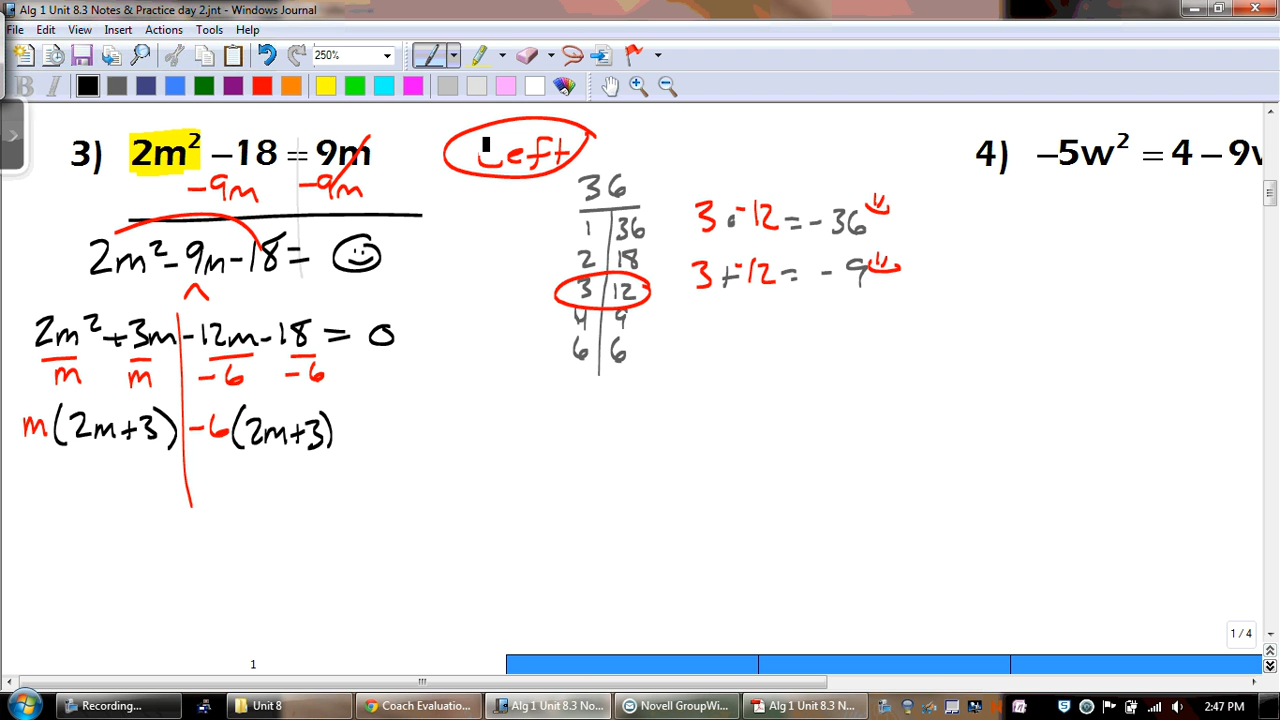 Alg 1 Unit 8.3 Notes & Practice day 2.jnt - Windows Journal
File Edit View Insert Actions Tools Help
250%
B I
3) 2m² – 18 = 9m
-9m -9m
2m² - 9m - 18 =
2m² + 3m - 12m - 18 = 0
m m -6 -6
m(2m+3) -6(2m+3)
Left
36
1 36
2 18
3 12
4 9
6 6
3 · -12 = -36
3 + -12 = -9
4) –5w² = 4 – 9w
1 / 4
1
Recording...
Unit 8
Coach Evaluatio...
Alg 1 Unit 8.3 No...
Novell GroupWi...
Alg 1 Unit 8.3 No...
2:47 PM